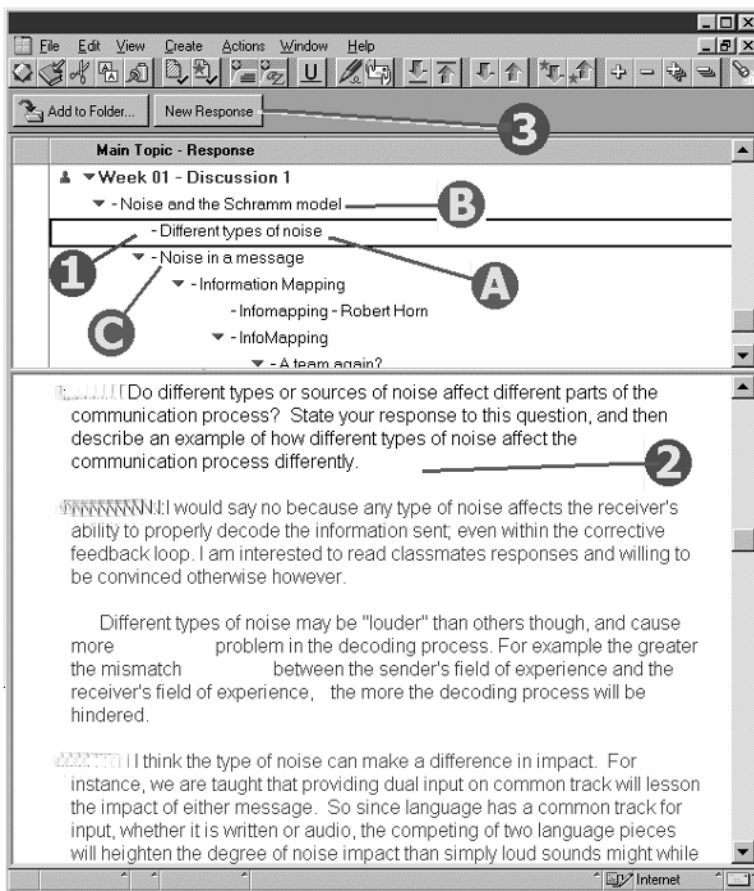 File Edit View Create Actions Window Help
U
Add to Folder... New Response
3
Main Topic - Response
Week 01 - Discussion 1
- Noise and the Schramm model
B
- Different types of noise
1
- Noise in a message
A
C
- Information Mapping
- Infomapping - Robert Horn
- InfoMapping
- A team again?
Do different types or sources of noise affect different parts of the
communication process? State your response to this question, and then
describe an example of how different types of noise affect the
communication process differently.
2
I would say no because any type of noise affects the receiver's
ability to properly decode the information sent; even within the corrective
feedback loop. I am interested to read classmates responses and willing to
be convinced otherwise however.
Different types of noise may be "louder" than others though, and cause
more problem in the decoding process. For example the greater
the mismatch between the sender's field of experience and the
receiver's field of experience, the more the decoding process will be
hindered.
I think the type of noise can make a difference in impact. For
instance, we are taught that providing dual input on common track will lesson
the impact of either message. So since language has a common track for
input, whether it is written or audio, the competing of two language pieces
will heighten the degree of noise impact than simply loud sounds might while
Internet